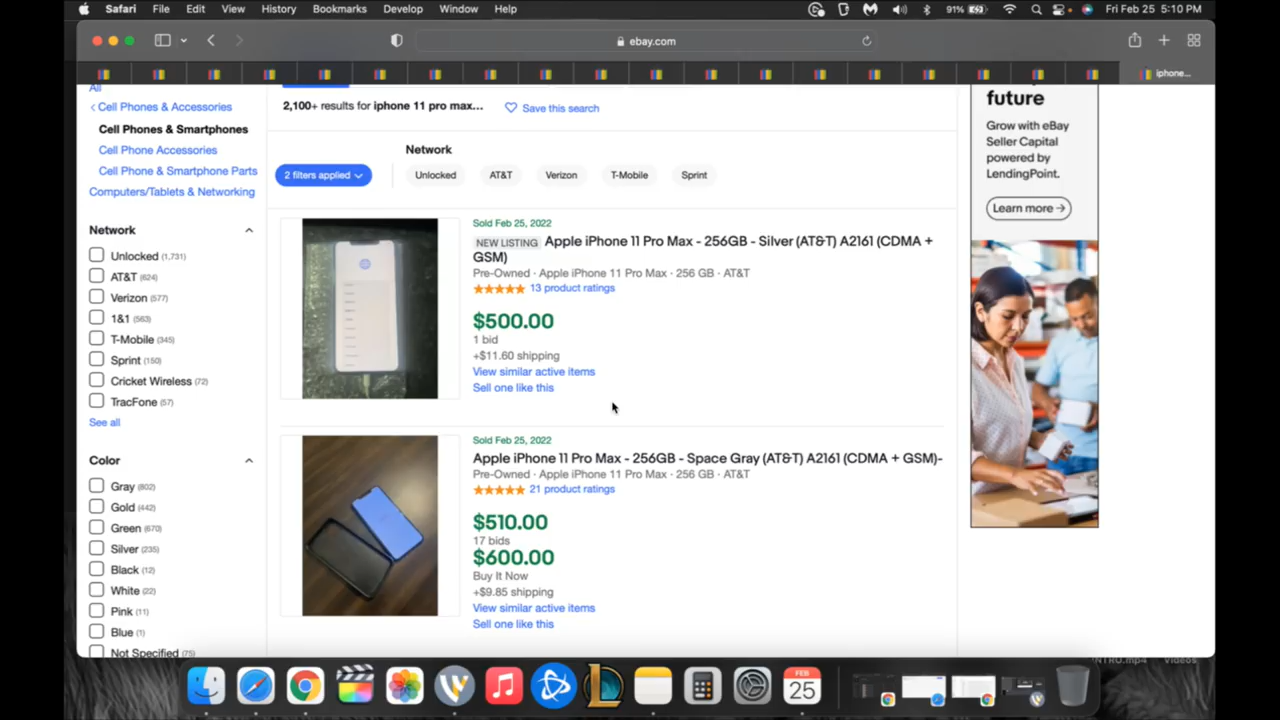 Safari File Edit View History Bookmarks Develop Window Help 91% Fri Feb 25 5:10 PM
ebay.com
iphone...
All
Cell Phones & Accessories
Cell Phones & Smartphones
Cell Phone Accessories
Cell Phone & Smartphone Parts
Computers/Tablets & Networking
Network
Unlocked (1,731)
AT&T (624)
Verizon (577)
1&1 (563)
T-Mobile (345)
Sprint (150)
Cricket Wireless (72)
TracFone (57)
See all
Color
Gray (802)
Gold (442)
Green (670)
Silver (235)
Black (12)
White (22)
Pink (11)
Blue (1)
Not Specified (75)
2,100+ results for iphone 11 pro max...
Save this search
2 filters applied
Network
Unlocked AT&T Verizon T-Mobile Sprint
Sold Feb 25, 2022
NEW LISTING Apple iPhone 11 Pro Max - 256GB - Silver (AT&T) A2161 (CDMA +
GSM)
Pre-Owned · Apple iPhone 11 Pro Max · 256 GB · AT&T
13 product ratings
$500.00
1 bid
+$11.60 shipping
View similar active items
Sell one like this
Sold Feb 25, 2022
Apple iPhone 11 Pro Max - 256GB - Space Gray (AT&T) A2161 (CDMA + GSM)-
Pre-Owned · Apple iPhone 11 Pro Max · 256 GB · AT&T
21 product ratings
$510.00
17 bids
$600.00
Buy It Now
+$9.85 shipping
View similar active items
Sell one like this
future
Grow with eBay
Seller Capital
powered by
LendingPoint.
Learn more
INTRO.mp4 Videos
FEB
25